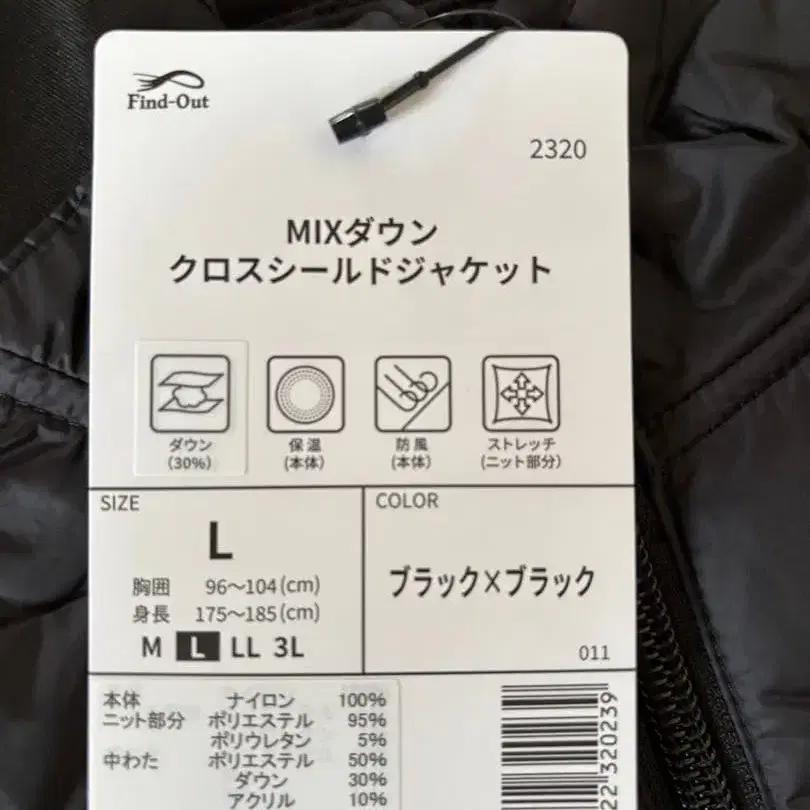 Find-Out
2320
MIXダウン
クロスシールドジャケット
ダウン
(30%)
保温
(本体)
防風
(本体)
ストレッチ
(ニット部分)
SIZE
L
胸囲 96〜104(cm)
身長 175〜185(cm)
M L LL 3L
COLOR
ブラック×ブラック
011
本体 ナイロン 100%
ニット部分 ポリエステル 95%
ポリウレタン 5%
中わた ポリエステル 50%
ダウン 30%
アクリル 10%
22 320239